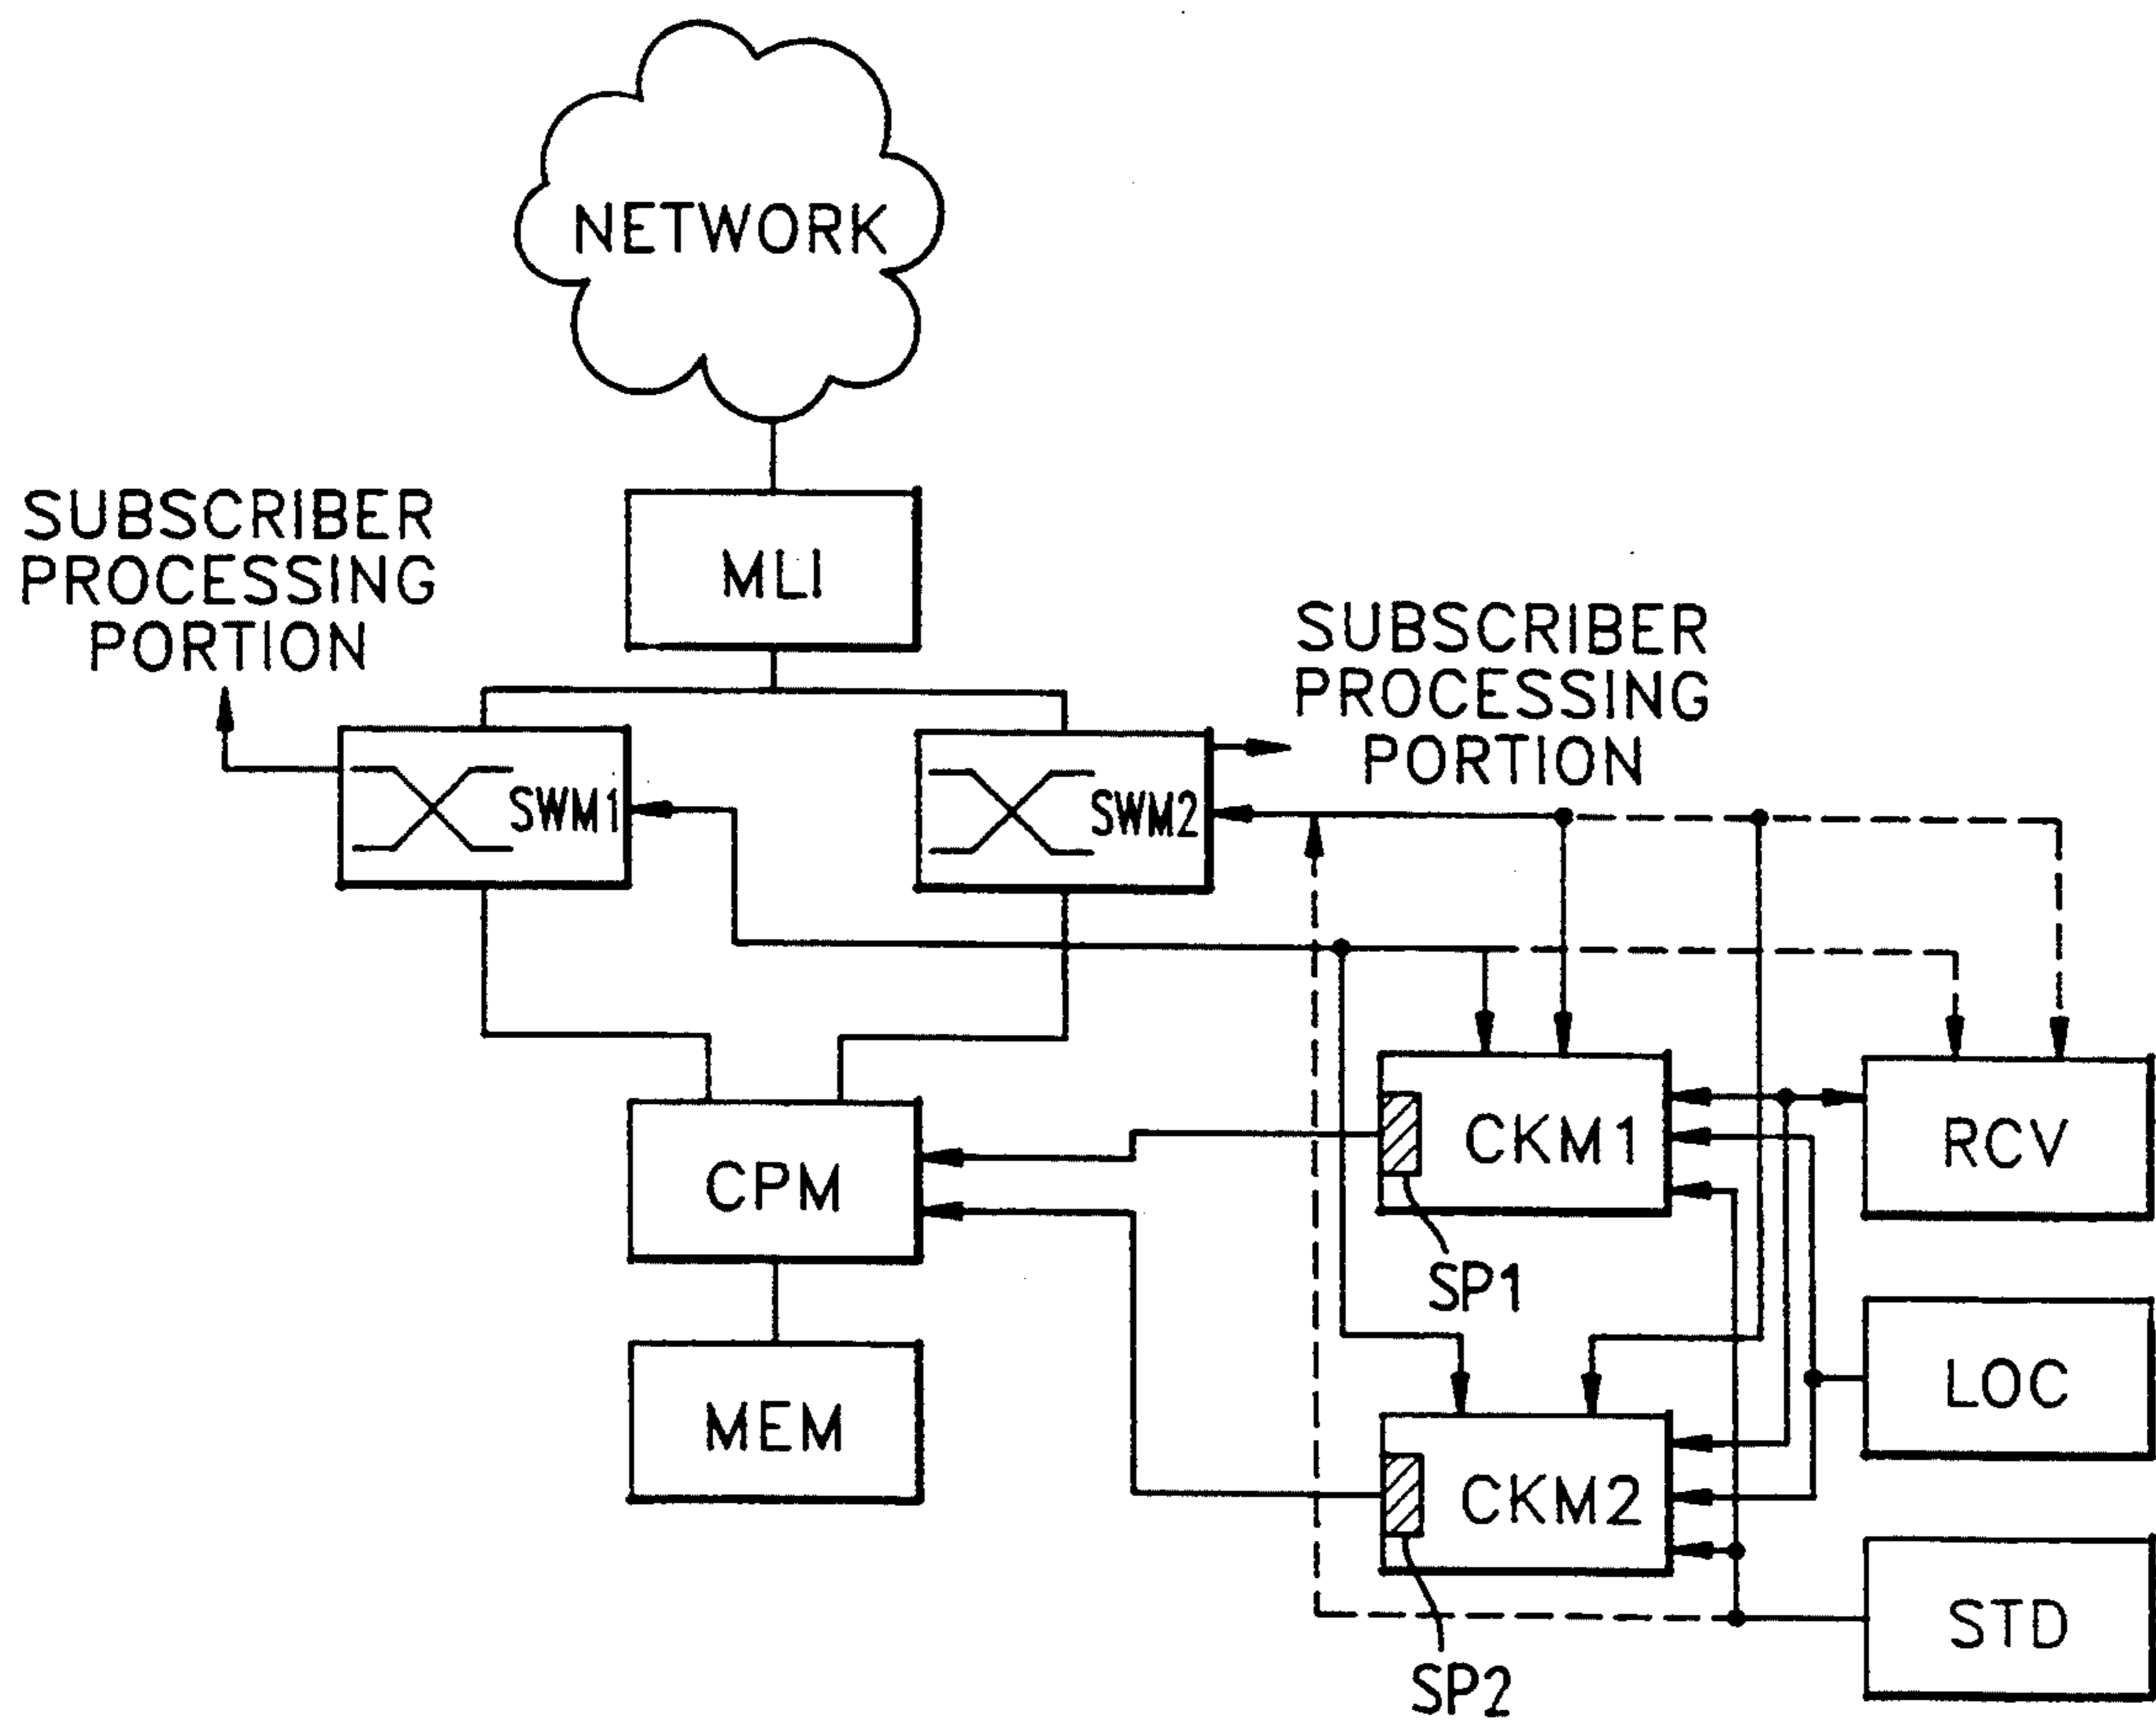 NETWORK
SUBSCRIBER
PROCESSING
PORTION
MLI
SUBSCRIBER
PROCESSING
PORTION
SWM1
SWM2
CPM
CKM1
RCV
SP1
MEM
LOC
CKM2
STD
SP2